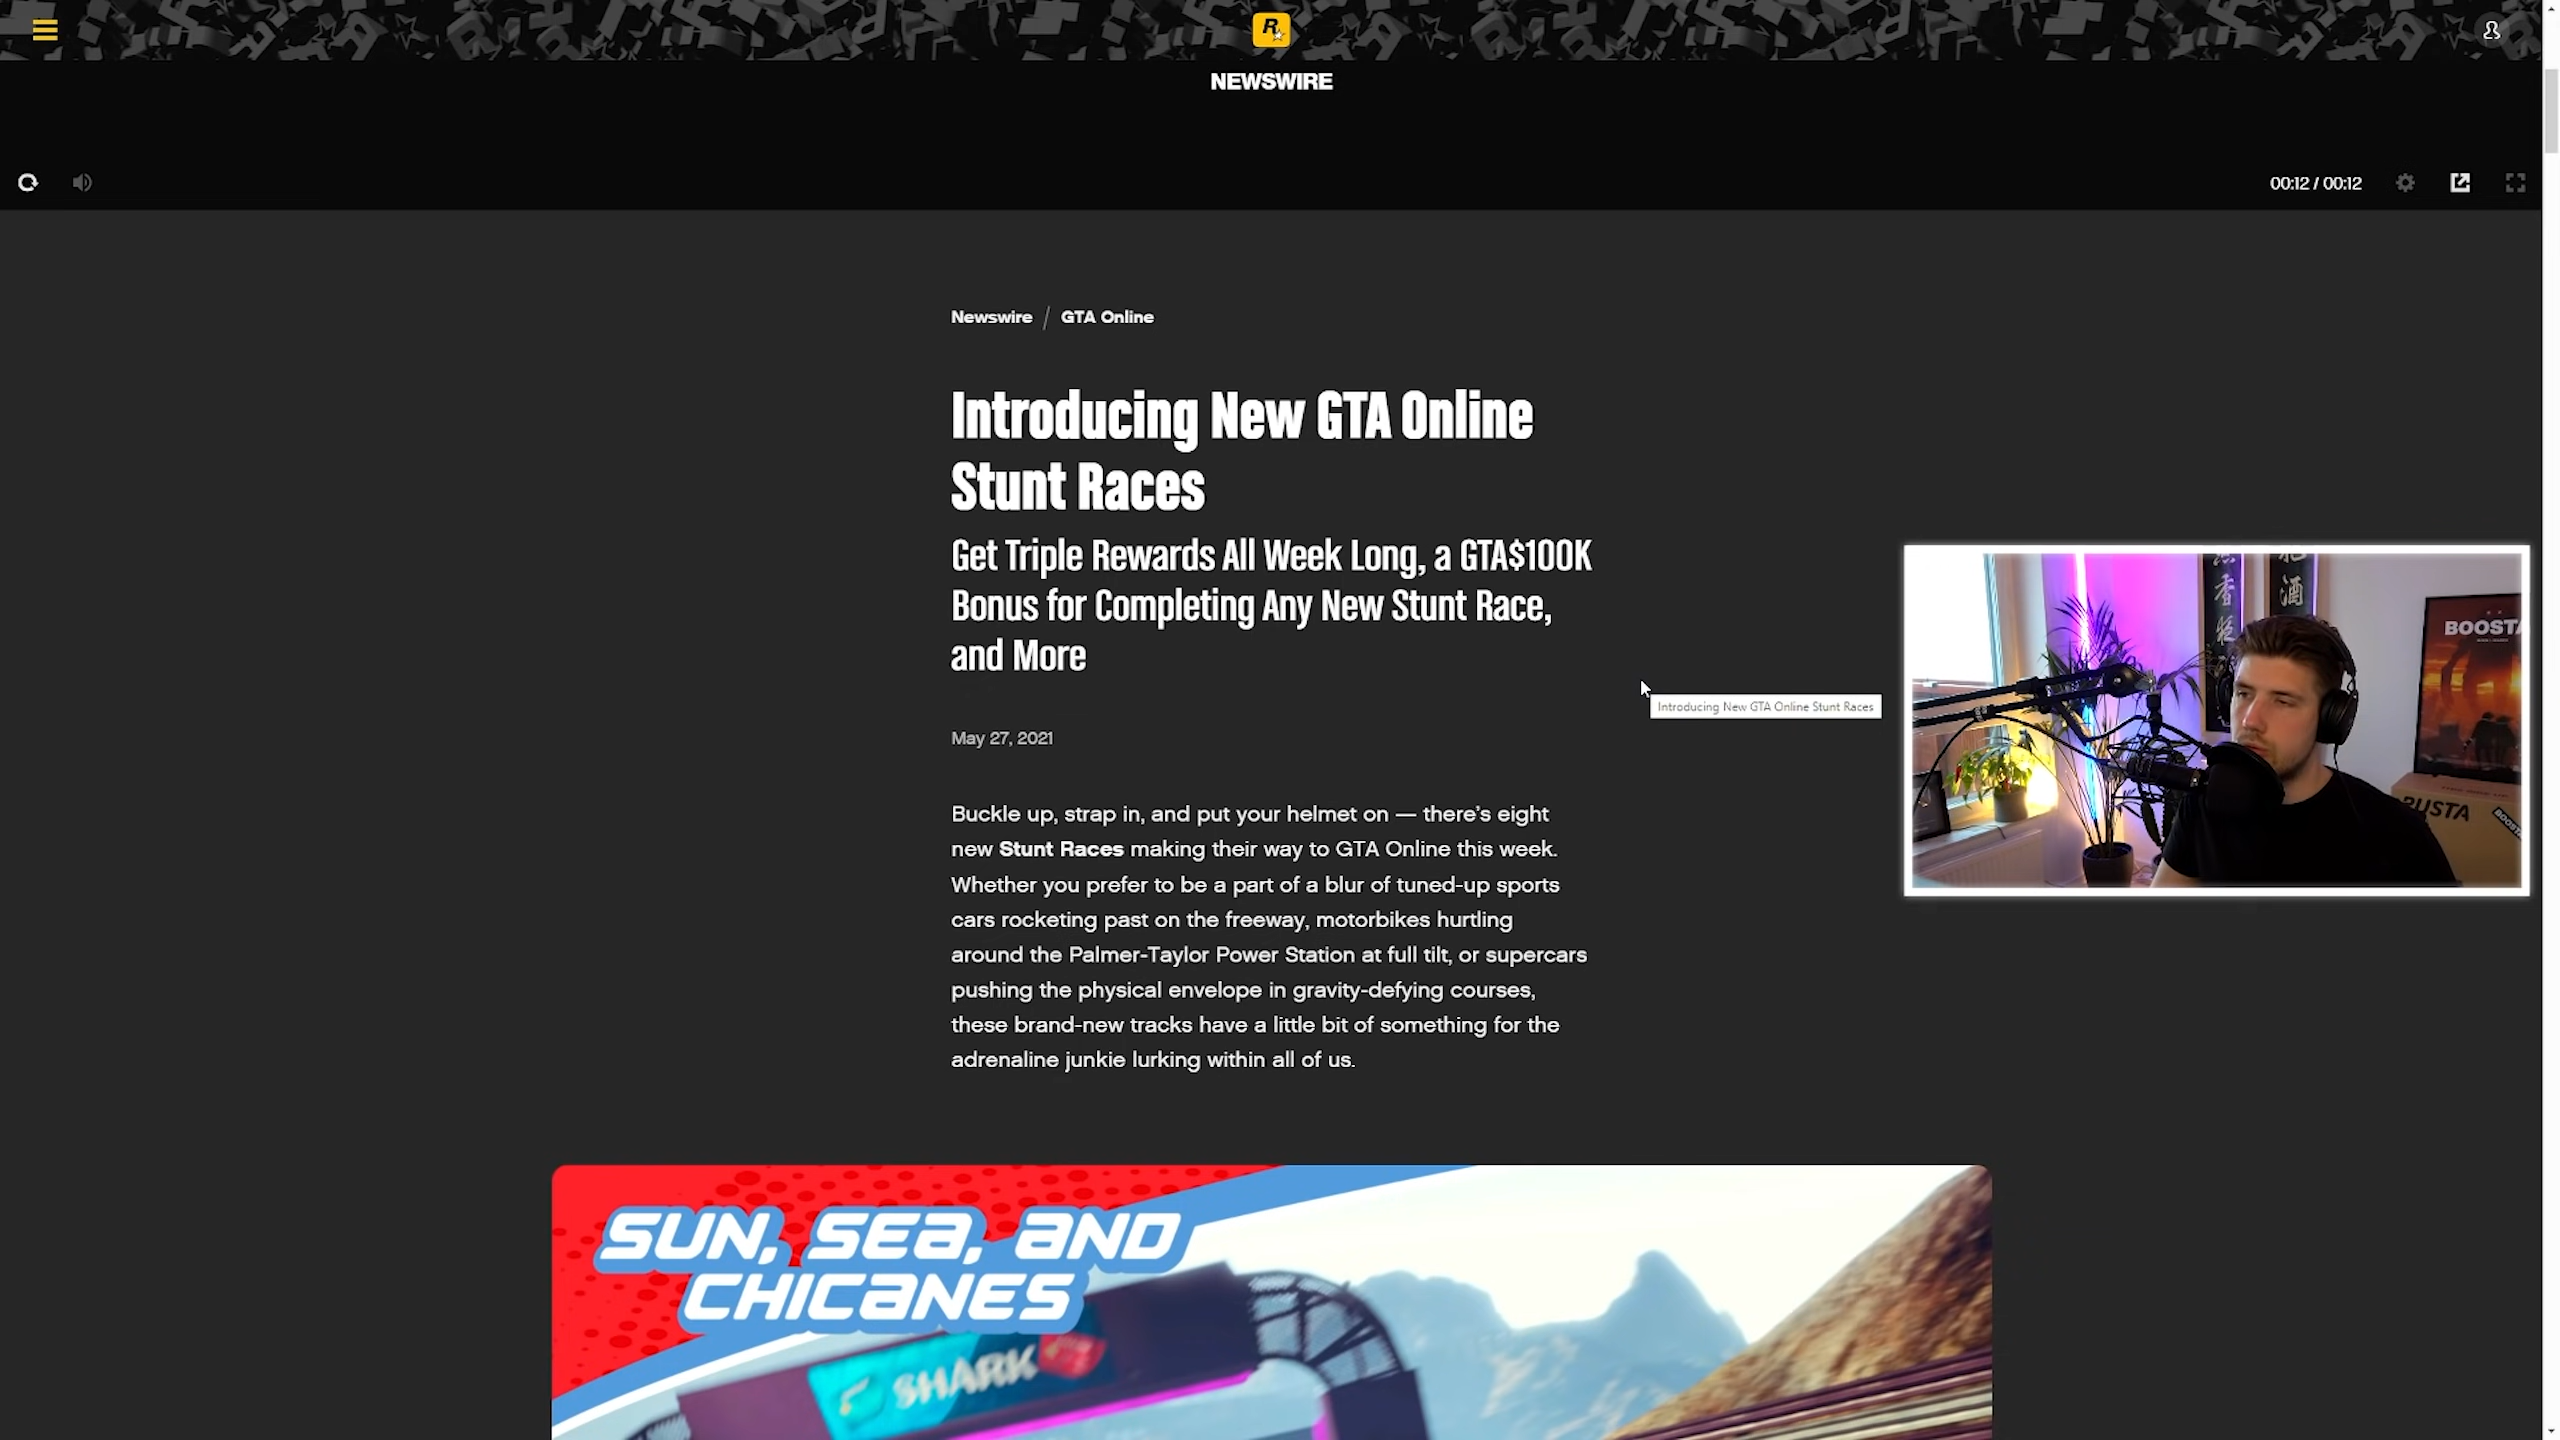 NEWSWIRE
00:12 / 00:12
Newswire / GTA Online
Introducing New GTA Online
Stunt Races
Get Triple Rewards All Week Long, a GTA$100K
Bonus for Completing Any New Stunt Race,
and More
Introducing New GTA Online Stunt Races
May 27, 2021
Buckle up, strap in, and put your helmet on — there's eight
new Stunt Races making their way to GTA Online this week.
Whether you prefer to be a part of a blur of tuned-up sports
cars rocketing past on the freeway, motorbikes hurtling
around the Palmer-Taylor Power Station at full tilt, or supercars
pushing the physical envelope in gravity-defying courses,
these brand-new tracks have a little bit of something for the
adrenaline junkie lurking within all of us.
香
酒
BOOSTA
SUN, SEA, AND
CHICANES
SHARK